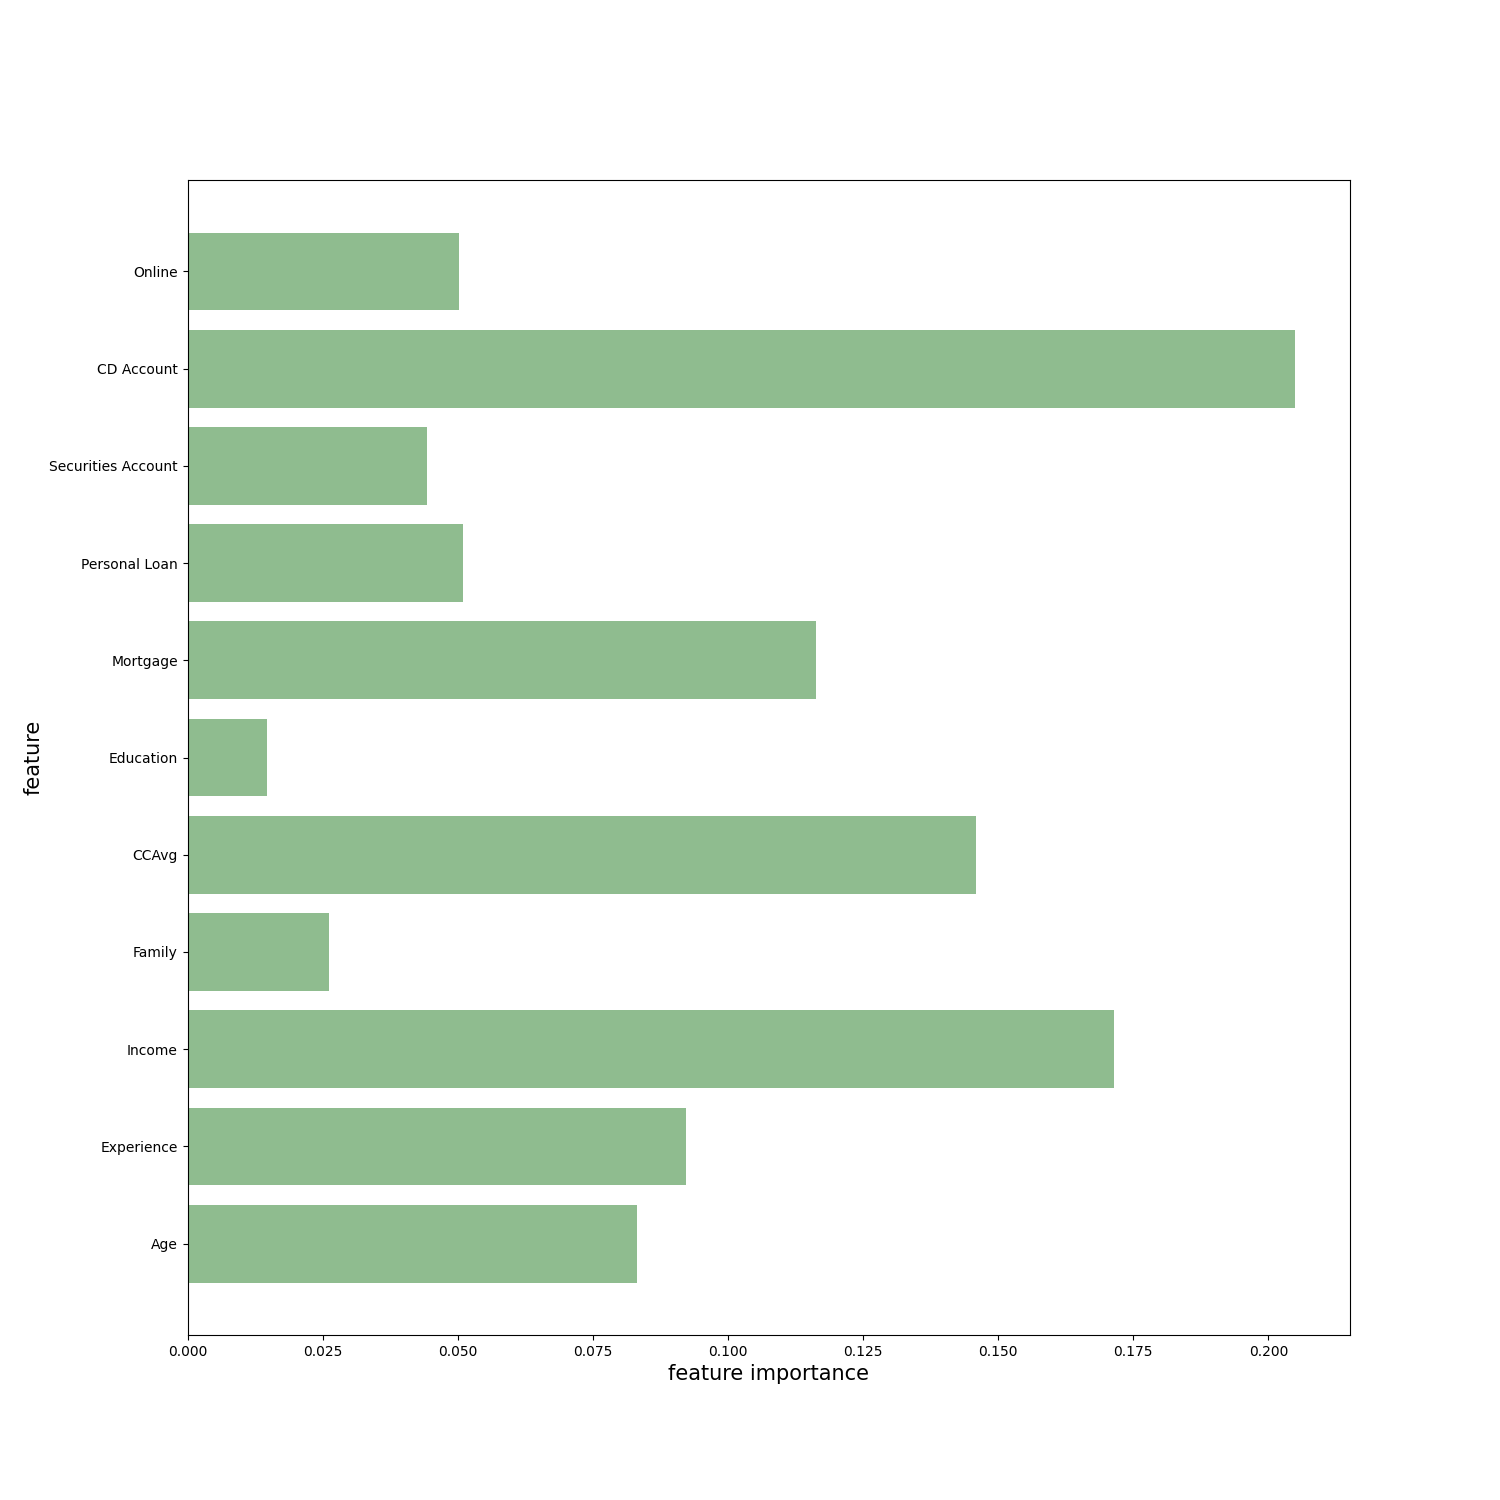 Online
CD Account
Securities Account
Personal Loan
Mortgage
Education
CCAvg
Family
Income
Experience
Age
feature
0.000 0.025 0.050 0.075 0.100 0.125 0.150 0.175 0.200
feature importance